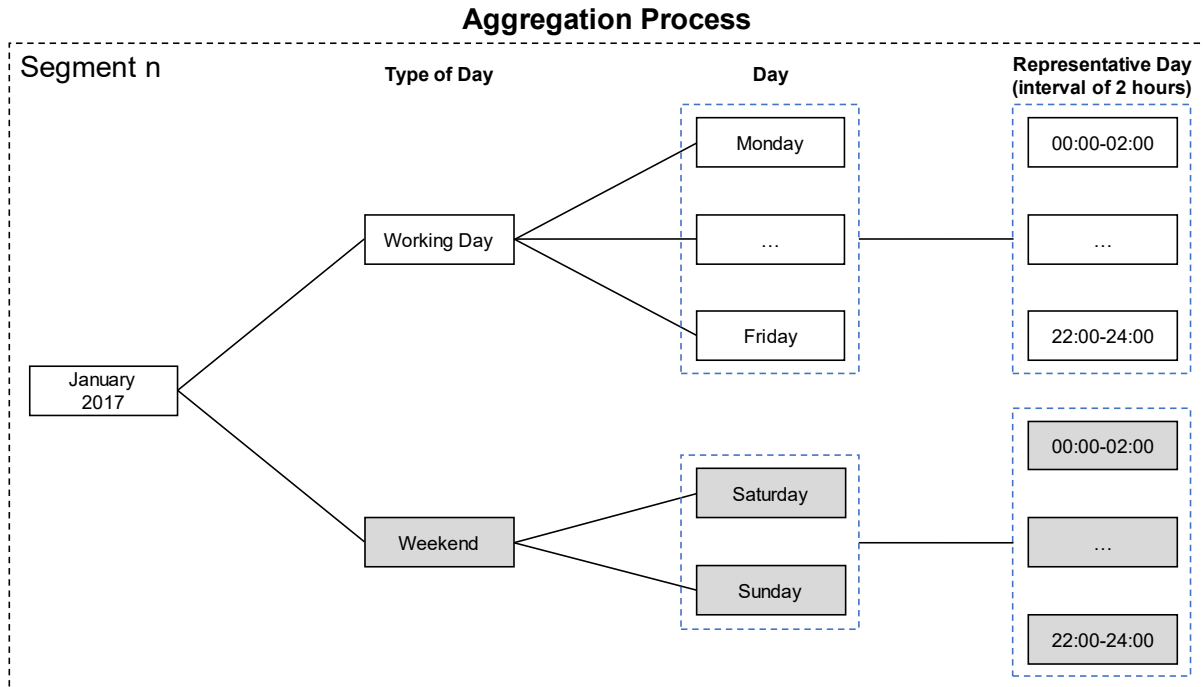 Aggregation Process
Segment n
Type of Day
Day
Representative Day
(interval of 2 hours)
Monday
00:00-02:00
Working Day
…
…
Friday
22:00-24:00
January
2017
00:00-02:00
Saturday
Weekend
…
Sunday
22:00-24:00